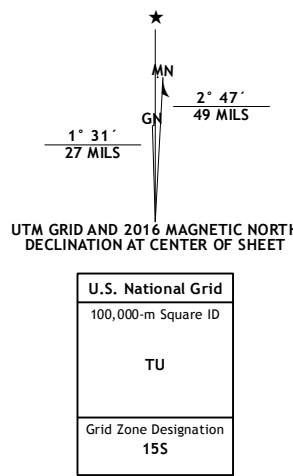 ★
MN
GN
2° 47´
49 MILS
1° 31´
27 MILS
UTM GRID AND 2016 MAGNETIC NORTH
DECLINATION AT CENTER OF SHEET
U.S. National Grid
100,000-m Square ID
TU
Grid Zone Designation
15S